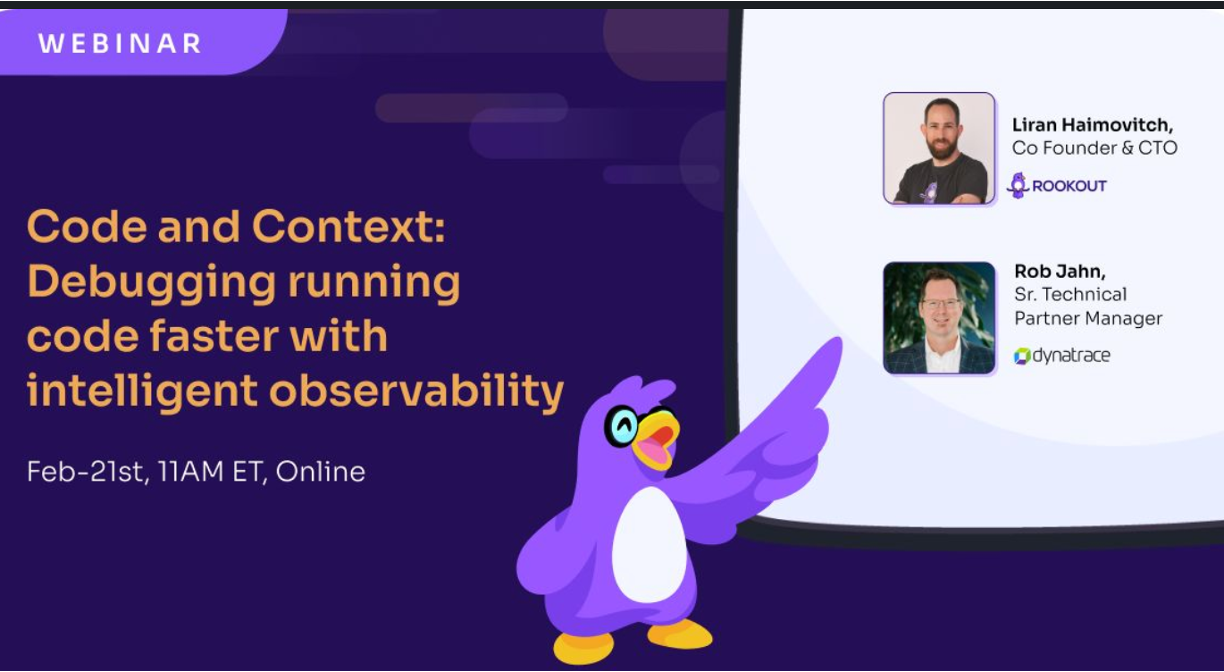 WEBINAR
Code and Context:
Debugging running
code faster with
intelligent observability
Feb-21st, 11AM ET, Online
Liran Haimovitch,
Co Founder & CTO
ROOKOUT
Rob Jahn,
Sr. Technical
Partner Manager
dynatrace